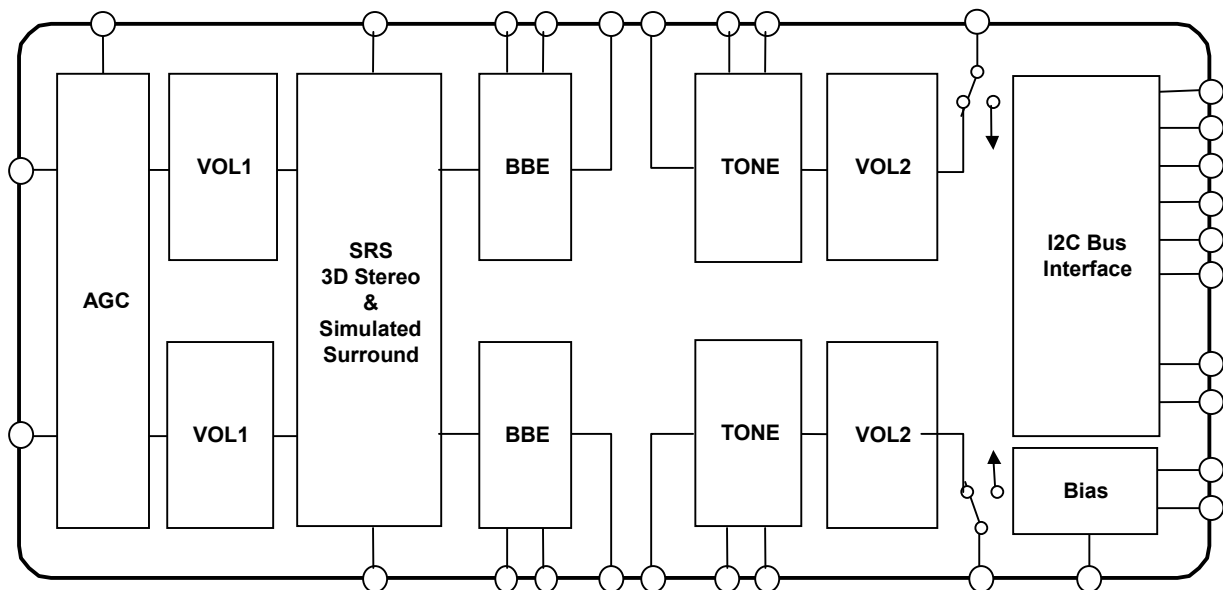 AGC
VOL1
VOL1
SRS
3D Stereo
&
Simulated
Surround
BBE
BBE
TONE
TONE
VOL2
VOL2
I2C Bus
Interface
Bias